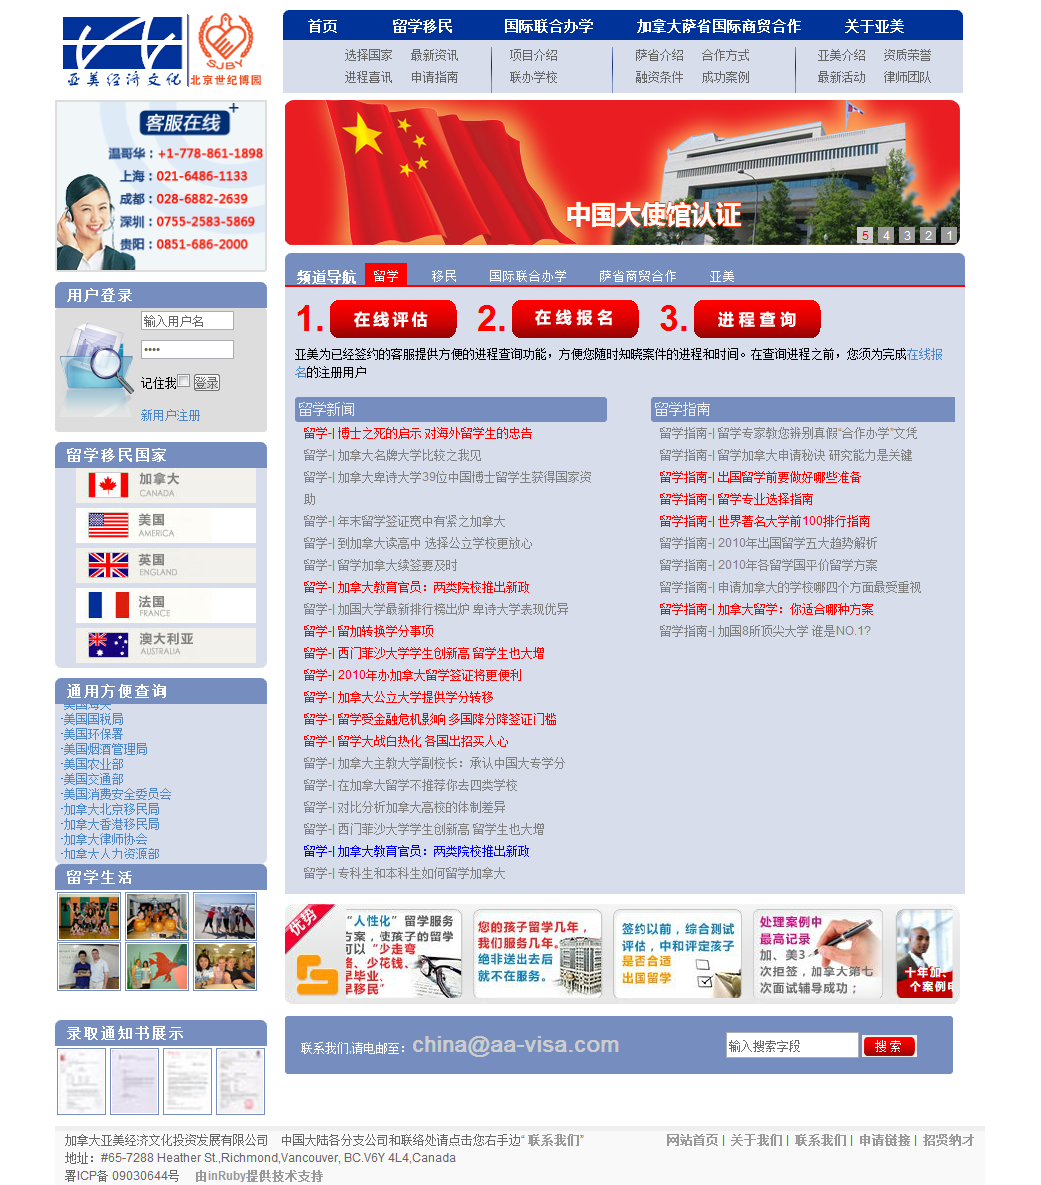 亚美经济文化
SJBY
北京世纪博园
首页 留学移民 国际联合办学 加拿大萨省国际商贸合作 关于亚美
选择国家 最新资讯 项目介绍 萨省介绍 合作方式 亚美介绍 资质荣誉
进程喜讯 申请指南 联办学校 融资条件 成功案例 最新活动 律师团队
客服在线
温哥华：+1-778-861-1898
上海：021-6486-1133
成都：028-6882-2639
深圳：0755-2583-5869
贵阳：0851-686-2000
中国大使馆认证
5 4 3 2 1
用户登录
输入用户名
••••
记住我 登录
新用户注册
留学移民国家
加拿大
CANADA
美国
AMERICA
英国
ENGLAND
法国
FRANCE
澳大利亚
AUSTRALIA
通用方便查询
·美国海关
·美国国税局
·美国环保署
·美国烟酒管理局
·美国农业部
·美国交通部
·美国消费安全委员会
·加拿大北京移民局
·加拿大香港移民局
·加拿大律师协会
·加拿大人力资源部
留学生活
录取通知书展示
频道导航 留学 移民 国际联合办学 萨省商贸合作 亚美
1. 在线评估 2. 在线报名 3. 进程查询
亚美为已经签约的客服提供方便的进程查询功能，方便您随时知晓案件的进程和时间。在查询进程之前，您须为完成在线报
名的注册用户
留学新闻
留学-| 博士之死的启示 对海外留学生的忠告
留学-| 加拿大名牌大学比较之我见
留学-| 加拿大卑诗大学39位中国博士留学生获得国家资
助
留学-| 年末留学签证宽中有紧之加拿大
留学-| 到加拿大读高中 选择公立学校更放心
留学-| 留学加拿大续签要及时
留学-| 加拿大教育官员：两类院校推出新政
留学-| 加国大学最新排行榜出炉 卑诗大学表现优异
留学-| 留加转换学分事项
留学-| 西门菲沙大学学生创新高 留学生也大增
留学-| 2010年办加拿大留学签证将更便利
留学-| 加拿大公立大学提供学分转移
留学-| 留学受金融危机影响 多国降分降签证门槛
留学-| 留学大战白热化 各国出招买人心
留学-| 加拿大主教大学副校长：承认中国大专学分
留学-| 在加拿大留学不推荐你去四类学校
留学-| 对比分析加拿大高校的体制差异
留学-| 西门菲沙大学学生创新高 留学生也大增
留学-| 加拿大教育官员：两类院校推出新政
留学-| 专科生和本科生如何留学加拿大
留学指南
留学指南-| 留学专家教您辨别真假“合作办学”文凭
留学指南-| 留学加拿大申请秘诀 研究能力是关键
留学指南-| 出国留学前要做好哪些准备
留学指南-| 留学专业选择指南
留学指南-| 世界著名大学前100排行指南
留学指南-| 2010年出国留学五大趋势解析
留学指南-| 2010年各留学国平价留学方案
留学指南-| 申请加拿大的学校哪四个方面最受重视
留学指南-| 加拿大留学：你适合哪种方案
留学指南-| 加国8所顶尖大学 谁是NO.1?
优势
“人性化”留学服务
方案，使孩子的留学
可以“少走弯
路、少花钱、
早毕业、
早移民”
您的孩子留学几年，
我们服务几年。
绝非送出去后
就不在服务。
签约以前，综合测试
评估，中和评定孩子
是否合适
出国留学
处理案例中
最高记录
加、美3
次拒签，加拿大第七
次面试辅导成功；
十年加、
个案例申
联系我们,请电邮至：china@aa-visa.com
输入搜索字段 搜 索
加拿大亚美经济文化投资发展有限公司 中国大陆各分支公司和联络处请点击您右手边“ 联系我们”
网站首页 | 关于我们 | 联系我们 | 申请链接 | 招贤纳才
地址：#65-7288 Heather St.,Richmond,Vancouver, BC.V6Y 4L4,Canada
署ICP备 09030644号 由inRuby提供技术支持